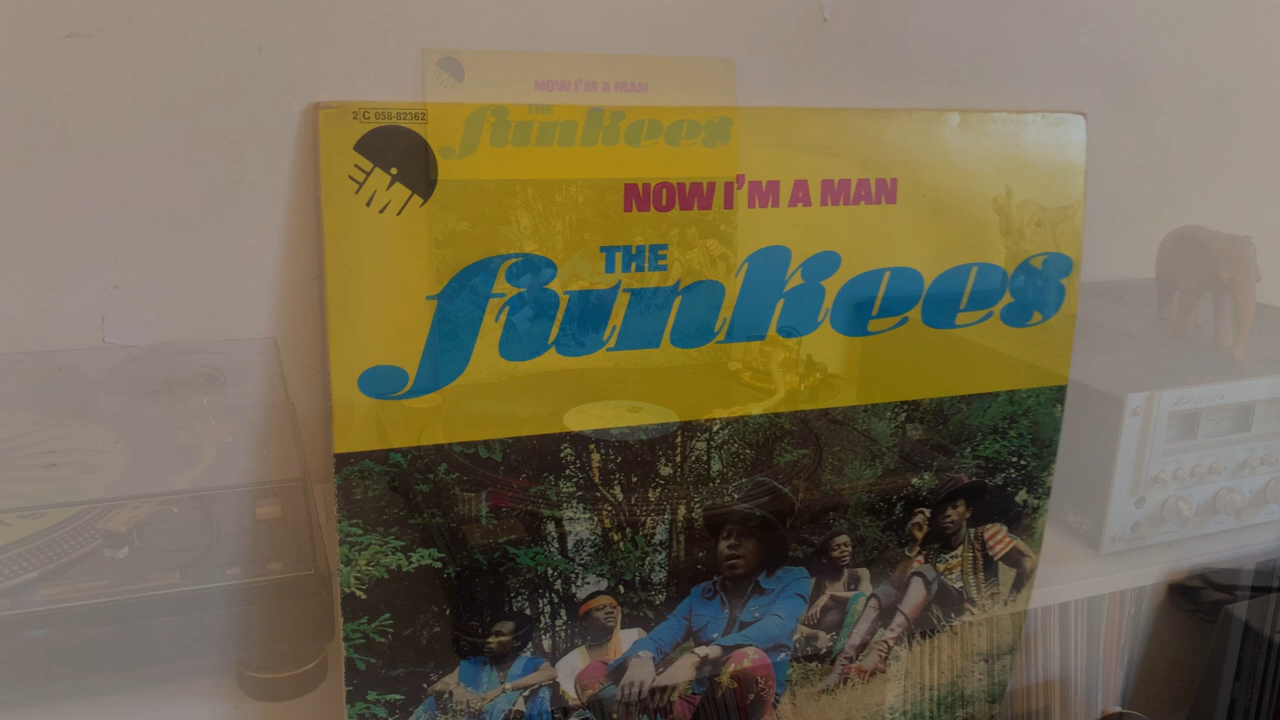 NOW I'M A MAN
THE
funkees
2 C 058-82362
EMI
NOW I'M A MAN
THE
funkees